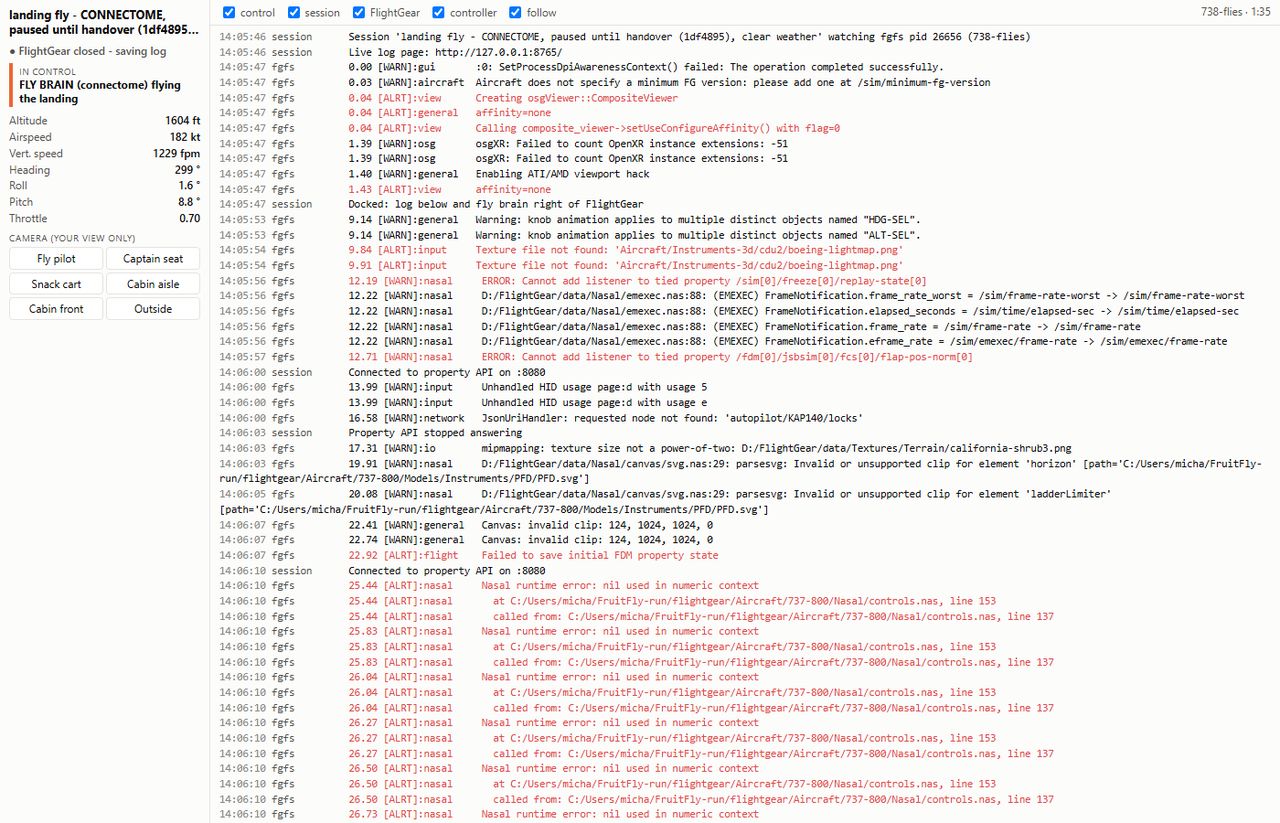 landing fly - CONNECTOME,
paused until handover (1df4895...
● FlightGear closed - saving log
IN CONTROL
FLY BRAIN (connectome) flying
the landing
Altitude 1604 ft
Airspeed 182 kt
Vert. speed 1229 fpm
Heading 299 °
Roll 1.6 °
Pitch 8.8 °
Throttle 0.70
CAMERA (YOUR VIEW ONLY)
Fly pilot Captain seat
Snack cart Cabin aisle
Cabin front Outside
control session FlightGear controller follow 738-flies · 1:35
14:05:46 session Session 'landing fly - CONNECTOME, paused until handover (1df4895), clear weather' watching fgfs pid 26656 (738-flies)
14:05:46 session Live log page: http://127.0.0.1:8765/
14:05:47 fgfs 0.00 [WARN]:gui :0: SetProcessDpiAwarenessContext() failed: The operation completed successfully.
14:05:47 fgfs 0.03 [WARN]:aircraft Aircraft does not specify a minimum FG version: please add one at /sim/minimum-fg-version
14:05:47 fgfs 0.04 [ALRT]:view Creating osgViewer::CompositeViewer
14:05:47 fgfs 0.04 [ALRT]:general affinity=none
14:05:47 fgfs 0.04 [ALRT]:view Calling composite_viewer->setUseConfigureAffinity() with flag=0
14:05:47 fgfs 1.39 [WARN]:osg osgXR: Failed to count OpenXR instance extensions: -51
14:05:47 fgfs 1.39 [WARN]:osg osgXR: Failed to count OpenXR instance extensions: -51
14:05:47 fgfs 1.40 [WARN]:general Enabling ATI/AMD viewport hack
14:05:47 fgfs 1.43 [ALRT]:view affinity=none
14:05:47 session Docked: log below and fly brain right of FlightGear
14:05:53 fgfs 9.14 [WARN]:general Warning: knob animation applies to multiple distinct objects named "HDG-SEL".
14:05:53 fgfs 9.14 [WARN]:general Warning: knob animation applies to multiple distinct objects named "ALT-SEL".
14:05:54 fgfs 9.84 [ALRT]:input Texture file not found: 'Aircraft/Instruments-3d/cdu2/boeing-lightmap.png'
14:05:54 fgfs 9.91 [ALRT]:input Texture file not found: 'Aircraft/Instruments-3d/cdu2/boeing-lightmap.png'
14:05:56 fgfs 12.19 [ALRT]:nasal ERROR: Cannot add listener to tied property /sim[0]/freeze[0]/replay-state[0]
14:05:56 fgfs 12.22 [WARN]:nasal D:/FlightGear/data/Nasal/emexec.nas:88: (EMEXEC) FrameNotification.frame_rate_worst = /sim/frame-rate-worst -> /sim/frame-rate-worst
14:05:56 fgfs 12.22 [WARN]:nasal D:/FlightGear/data/Nasal/emexec.nas:88: (EMEXEC) FrameNotification.elapsed_seconds = /sim/time/elapsed-sec -> /sim/time/elapsed-sec
14:05:56 fgfs 12.22 [WARN]:nasal D:/FlightGear/data/Nasal/emexec.nas:88: (EMEXEC) FrameNotification.frame_rate = /sim/frame-rate -> /sim/frame-rate
14:05:56 fgfs 12.22 [WARN]:nasal D:/FlightGear/data/Nasal/emexec.nas:88: (EMEXEC) FrameNotification.eframe_rate = /sim/emexec/frame-rate -> /sim/emexec/frame-rate
14:05:57 fgfs 12.71 [WARN]:nasal ERROR: Cannot add listener to tied property /fdm[0]/jsbsim[0]/fcs[0]/flap-pos-norm[0]
14:06:00 session Connected to property API on :8080
14:06:00 fgfs 13.99 [WARN]:input Unhandled HID usage page:d with usage 5
14:06:00 fgfs 13.99 [WARN]:input Unhandled HID usage page:d with usage e
14:06:00 fgfs 16.58 [WARN]:network JsonUriHandler: requested node not found: 'autopilot/KAP140/locks'
14:06:03 session Property API stopped answering
14:06:03 fgfs 17.31 [WARN]:io mipmapping: texture size not a power-of-two: D:/FlightGear/data/Textures/Terrain/california-shrub3.png
14:06:03 fgfs 19.91 [WARN]:nasal D:/FlightGear/data/Nasal/canvas/svg.nas:29: parsesvg: Invalid or unsupported clip for element 'horizon' [path='C:/Users/micha/FruitFly-
run/flightgear/Aircraft/737-800/Models/Instruments/PFD/PFD.svg']
14:06:05 fgfs 20.08 [WARN]:nasal D:/FlightGear/data/Nasal/canvas/svg.nas:29: parsesvg: Invalid or unsupported clip for element 'ladderLimiter'
[path='C:/Users/micha/FruitFly-run/flightgear/Aircraft/737-800/Models/Instruments/PFD/PFD.svg']
14:06:07 fgfs 22.41 [WARN]:general Canvas: invalid clip: 124, 1024, 1024, 0
14:06:07 fgfs 22.74 [WARN]:general Canvas: invalid clip: 124, 1024, 1024, 0
14:06:07 fgfs 22.92 [ALRT]:flight Failed to save initial FDM property state
14:06:10 session Connected to property API on :8080
14:06:10 fgfs 25.44 [ALRT]:nasal Nasal runtime error: nil used in numeric context
14:06:10 fgfs 25.44 [ALRT]:nasal at C:/Users/micha/FruitFly-run/flightgear/Aircraft/737-800/Nasal/controls.nas, line 153
14:06:10 fgfs 25.44 [ALRT]:nasal called from: C:/Users/micha/FruitFly-run/flightgear/Aircraft/737-800/Nasal/controls.nas, line 137
14:06:10 fgfs 25.83 [ALRT]:nasal Nasal runtime error: nil used in numeric context
14:06:10 fgfs 25.83 [ALRT]:nasal at C:/Users/micha/FruitFly-run/flightgear/Aircraft/737-800/Nasal/controls.nas, line 153
14:06:10 fgfs 25.83 [ALRT]:nasal called from: C:/Users/micha/FruitFly-run/flightgear/Aircraft/737-800/Nasal/controls.nas, line 137
14:06:10 fgfs 26.04 [ALRT]:nasal Nasal runtime error: nil used in numeric context
14:06:10 fgfs 26.04 [ALRT]:nasal at C:/Users/micha/FruitFly-run/flightgear/Aircraft/737-800/Nasal/controls.nas, line 153
14:06:10 fgfs 26.04 [ALRT]:nasal called from: C:/Users/micha/FruitFly-run/flightgear/Aircraft/737-800/Nasal/controls.nas, line 137
14:06:10 fgfs 26.27 [ALRT]:nasal Nasal runtime error: nil used in numeric context
14:06:10 fgfs 26.27 [ALRT]:nasal at C:/Users/micha/FruitFly-run/flightgear/Aircraft/737-800/Nasal/controls.nas, line 153
14:06:10 fgfs 26.27 [ALRT]:nasal called from: C:/Users/micha/FruitFly-run/flightgear/Aircraft/737-800/Nasal/controls.nas, line 137
14:06:10 fgfs 26.50 [ALRT]:nasal Nasal runtime error: nil used in numeric context
14:06:10 fgfs 26.50 [ALRT]:nasal at C:/Users/micha/FruitFly-run/flightgear/Aircraft/737-800/Nasal/controls.nas, line 153
14:06:10 fgfs 26.50 [ALRT]:nasal called from: C:/Users/micha/FruitFly-run/flightgear/Aircraft/737-800/Nasal/controls.nas, line 137
14:06:10 fgfs 26.73 [ALRT]:nasal Nasal runtime error: nil used in numeric context